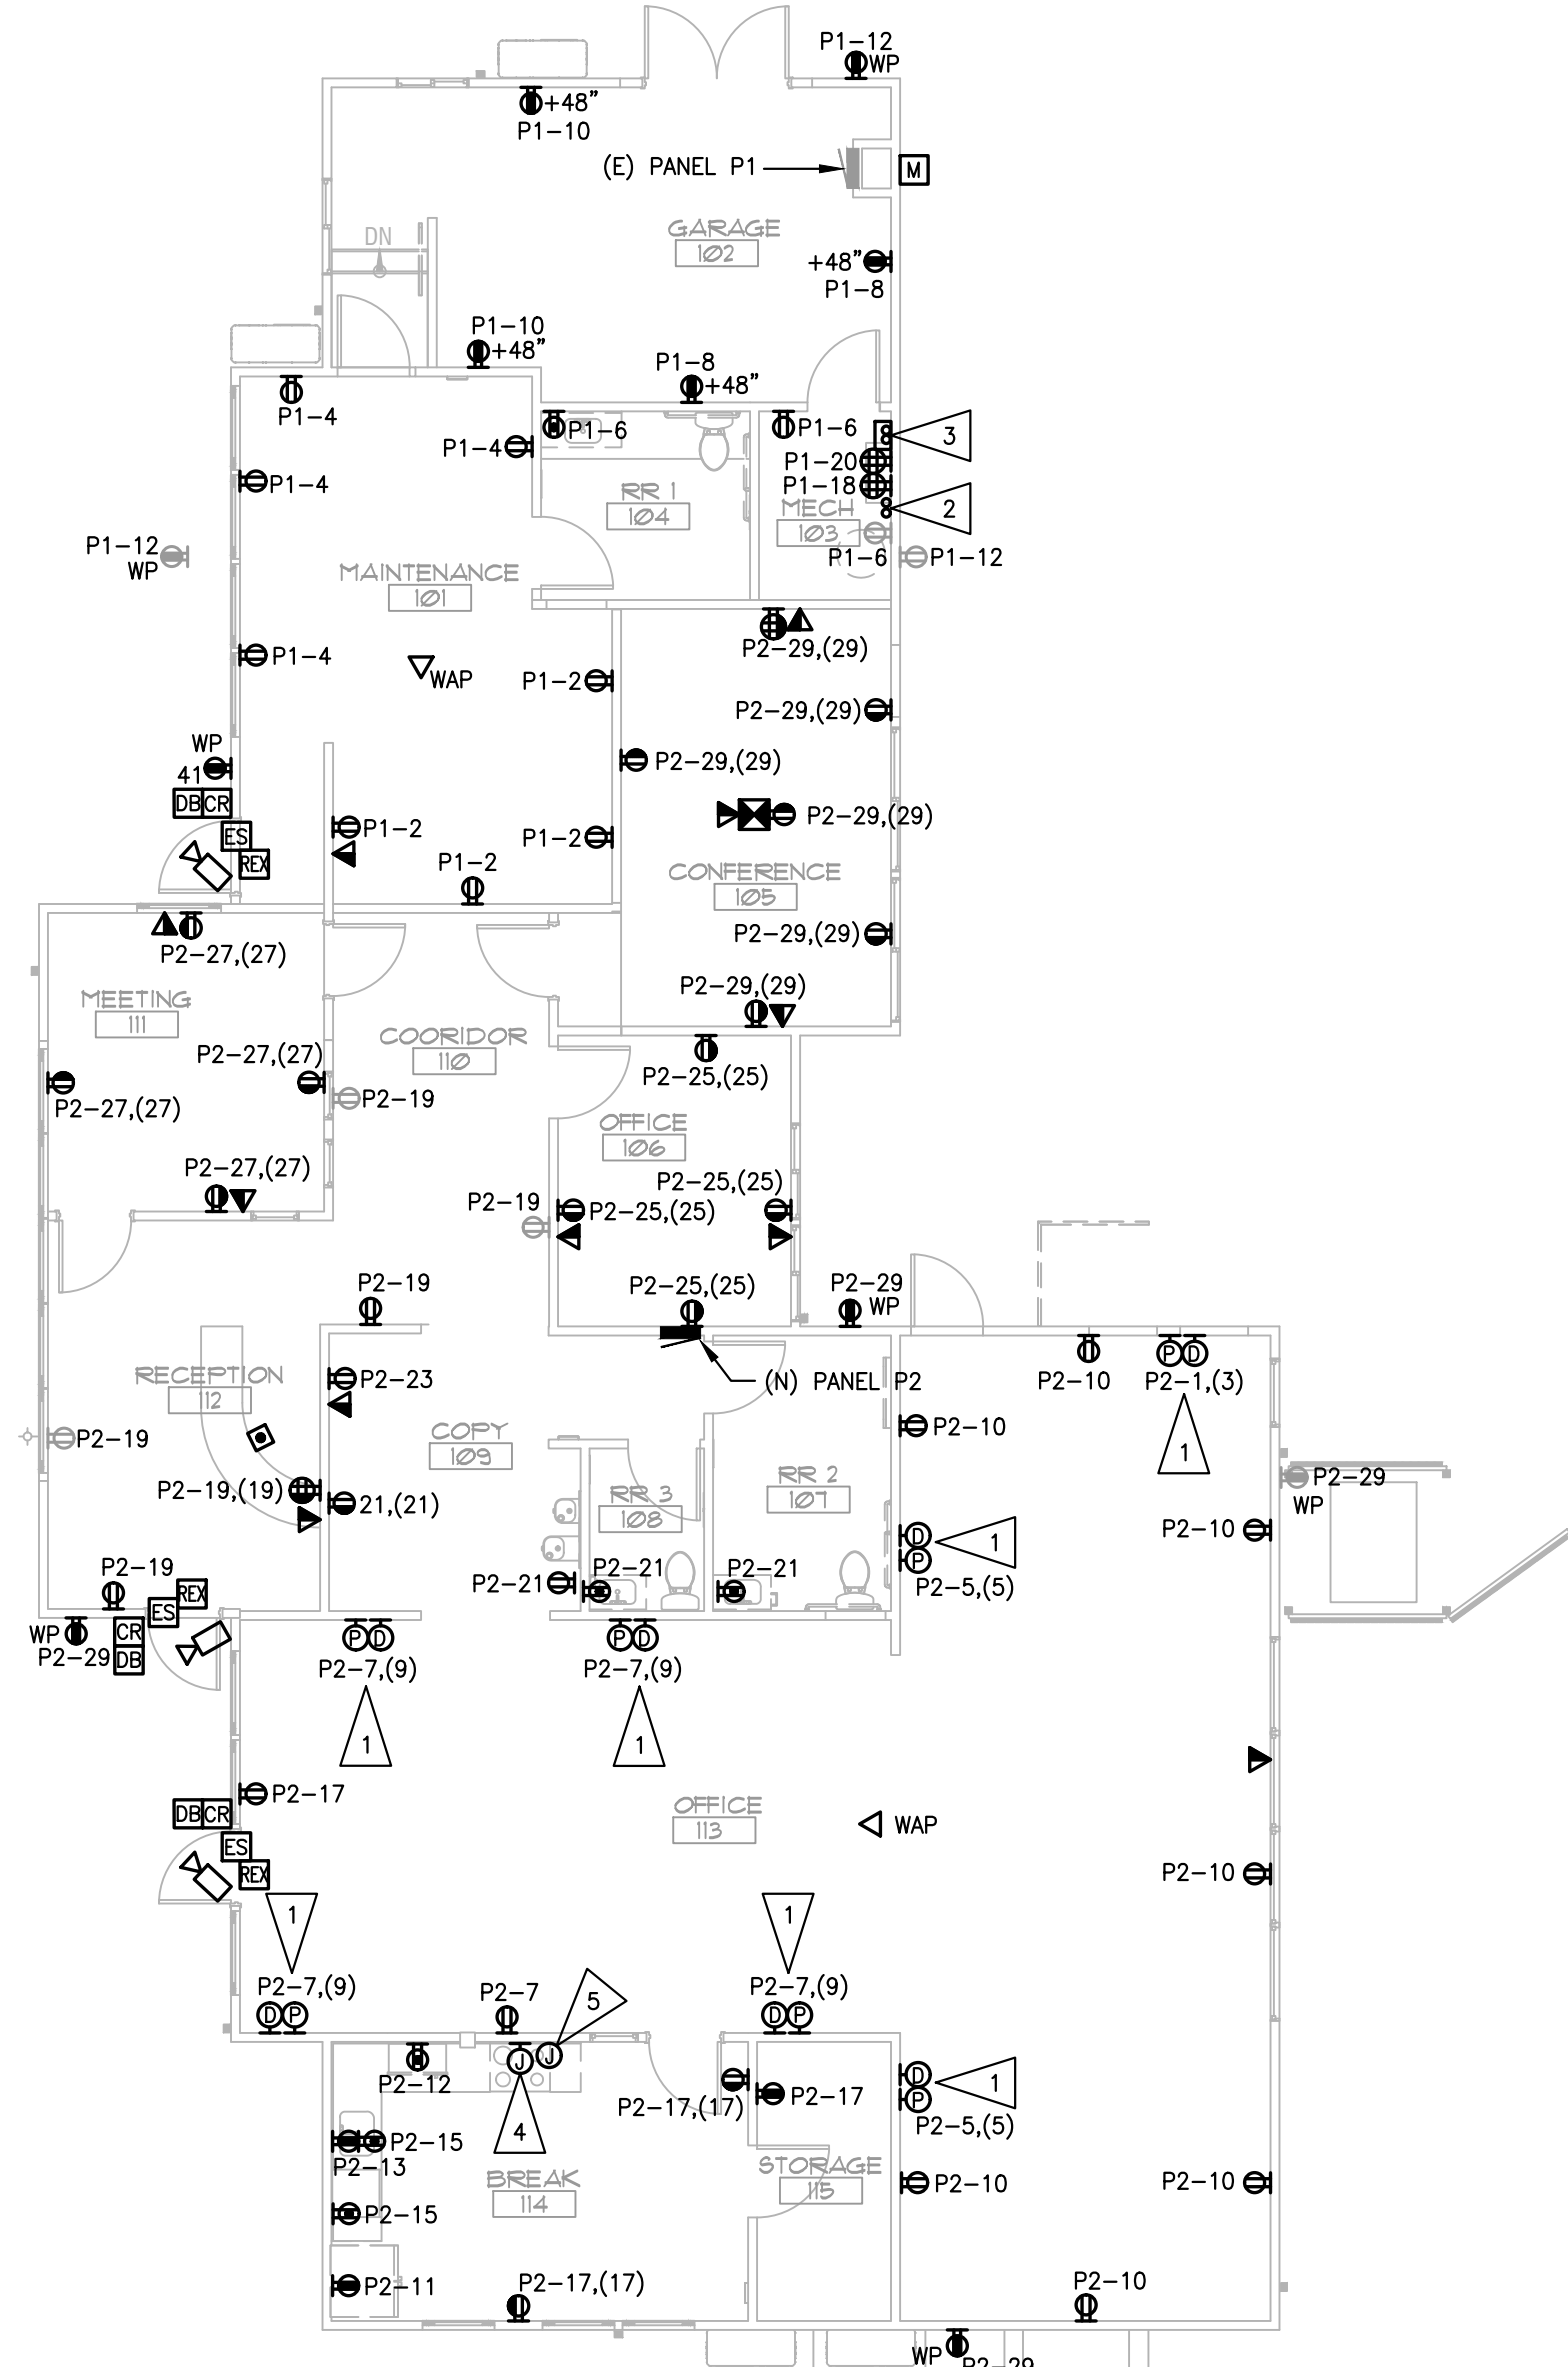 P1-12
WP
+48"
P1-10
(E) PANEL P1
M
GARAGE
102
DN
+48"
P1-8
P1-10
+48"
P1-8
+48"
P1-4
P1-6
P1-6
3
P1-4
P1-20
P1-4
P1-18
RR 1
104
MECH
103
2
P1-12
WP
P1-6
P1-12
MAINTENANCE
101
P2-29,(29)
P1-4
WAP
P1-2
P2-29,(29)
WP
41
P2-29,(29)
DB
CR
P2-29,(29)
ES
REX
P1-2
P1-2
P1-2
CONFERENCE
105
P2-29,(29)
P2-27,(27)
P2-29,(29)
MEETING
111
COORIDOR
110
P2-27,(27)
P2-25,(25)
P2-27,(27)
P2-19
OFFICE
106
P2-27,(27)
P2-25,(25)
P2-19
P2-25,(25)
P2-19
P2-25,(25)
P2-29
WP
RECEPTION
112
P2-23
(N) PANEL P2
P2-10
P
D
P2-1,(3)
P2-19
COPY
109
P2-10
1
P2-19,(19)
21,(21)
RR 3
108
RR 2
107
P2-29
WP
P2-10
D
P
1
P2-19
P2-21
P2-21
P2-21
P2-5,(5)
REX
ES
WP
P2-29
CR
DB
P
D
P2-7,(9)
P
D
P2-7,(9)
1
1
P2-17
DB
CR
OFFICE
113
WAP
ES
REX
P2-10
1
1
P2-7,(9)
P2-7
5
P2-7,(9)
D
P
D
P
J
J
P2-12
P2-17,(17)
P2-17
D
P
1
P2-5,(5)
4
P2-15
P2-13
BREAK
114
STORAGE
115
P2-10
P2-10
P2-15
P2-11
P2-17,(17)
P2-10
WP
P2-29